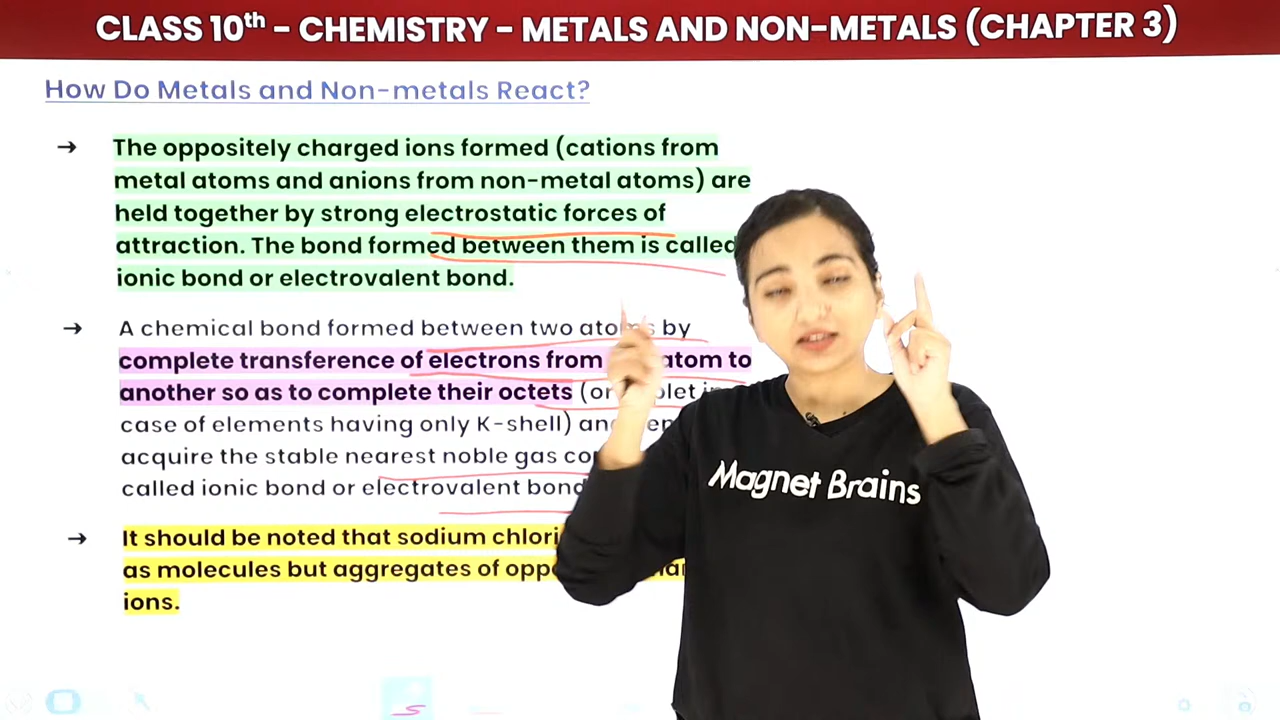 CLASS 10th - CHEMISTRY - METALS AND NON-METALS (CHAPTER 3)
How Do Metals and Non-metals React?
→ The oppositely charged ions formed (cations from
metal atoms and anions from non-metal atoms) are
held together by strong electrostatic forces of
attraction. The bond formed between them is called
ionic bond or electrovalent bond.
→ A chemical bond formed between two atoms by
complete transference of electrons from atom to
another so as to complete their octets (or
case of elements having only K-shell)
acquire the stable nearest noble gas
called ionic bond or electrovalent bond
→ It should be noted that sodium
as molecules but aggregates of
ions.
Magnet Brains